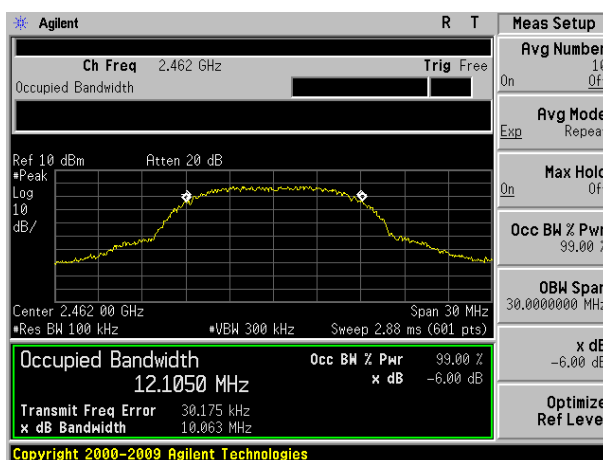 Agilent R T Meas Setup
Ch Freq 2.462 GHz Trig Free
Occupied Bandwidth
Avg Number
10
On Off
Avg Mode
Exp Repeat
Max Hold
On Off
Occ BW % Pwr
99.00 %
OBW Span
30.0000000 MHz
x dB
-6.00 dB
Optimize
Ref Level
Ref 10 dBm Atten 20 dB
#Peak
Log
10
dB/
Center 2.462 00 GHz Span 30 MHz
#Res BW 100 kHz #VBW 300 kHz Sweep 2.88 ms (601 pts)
Occupied Bandwidth Occ BW % Pwr 99.00 %
12.1050 MHz x dB -6.00 dB
Transmit Freq Error 30.175 kHz
x dB Bandwidth 10.063 MHz
Copyright 2000-2009 Agilent Technologies